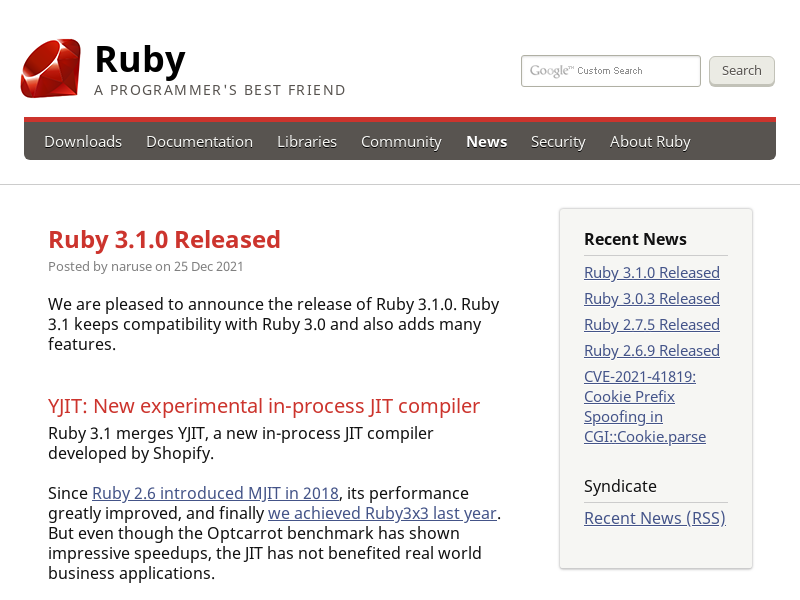 Ruby
A PROGRAMMER'S BEST FRIEND
Google™ Custom Search
Search
Downloads Documentation Libraries Community News Security About Ruby
Ruby 3.1.0 Released
Posted by naruse on 25 Dec 2021
We are pleased to announce the release of Ruby 3.1.0. Ruby
3.1 keeps compatibility with Ruby 3.0 and also adds many
features.
YJIT: New experimental in-process JIT compiler
Ruby 3.1 merges YJIT, a new in-process JIT compiler
developed by Shopify.
Since Ruby 2.6 introduced MJIT in 2018, its performance
greatly improved, and finally we achieved Ruby3x3 last year.
But even though the Optcarrot benchmark has shown
impressive speedups, the JIT has not benefited real world
business applications.
Recent News
Ruby 3.1.0 Released
Ruby 3.0.3 Released
Ruby 2.7.5 Released
Ruby 2.6.9 Released
CVE-2021-41819:
Cookie Prefix
Spoofing in
CGI::Cookie.parse
Syndicate
Recent News (RSS)